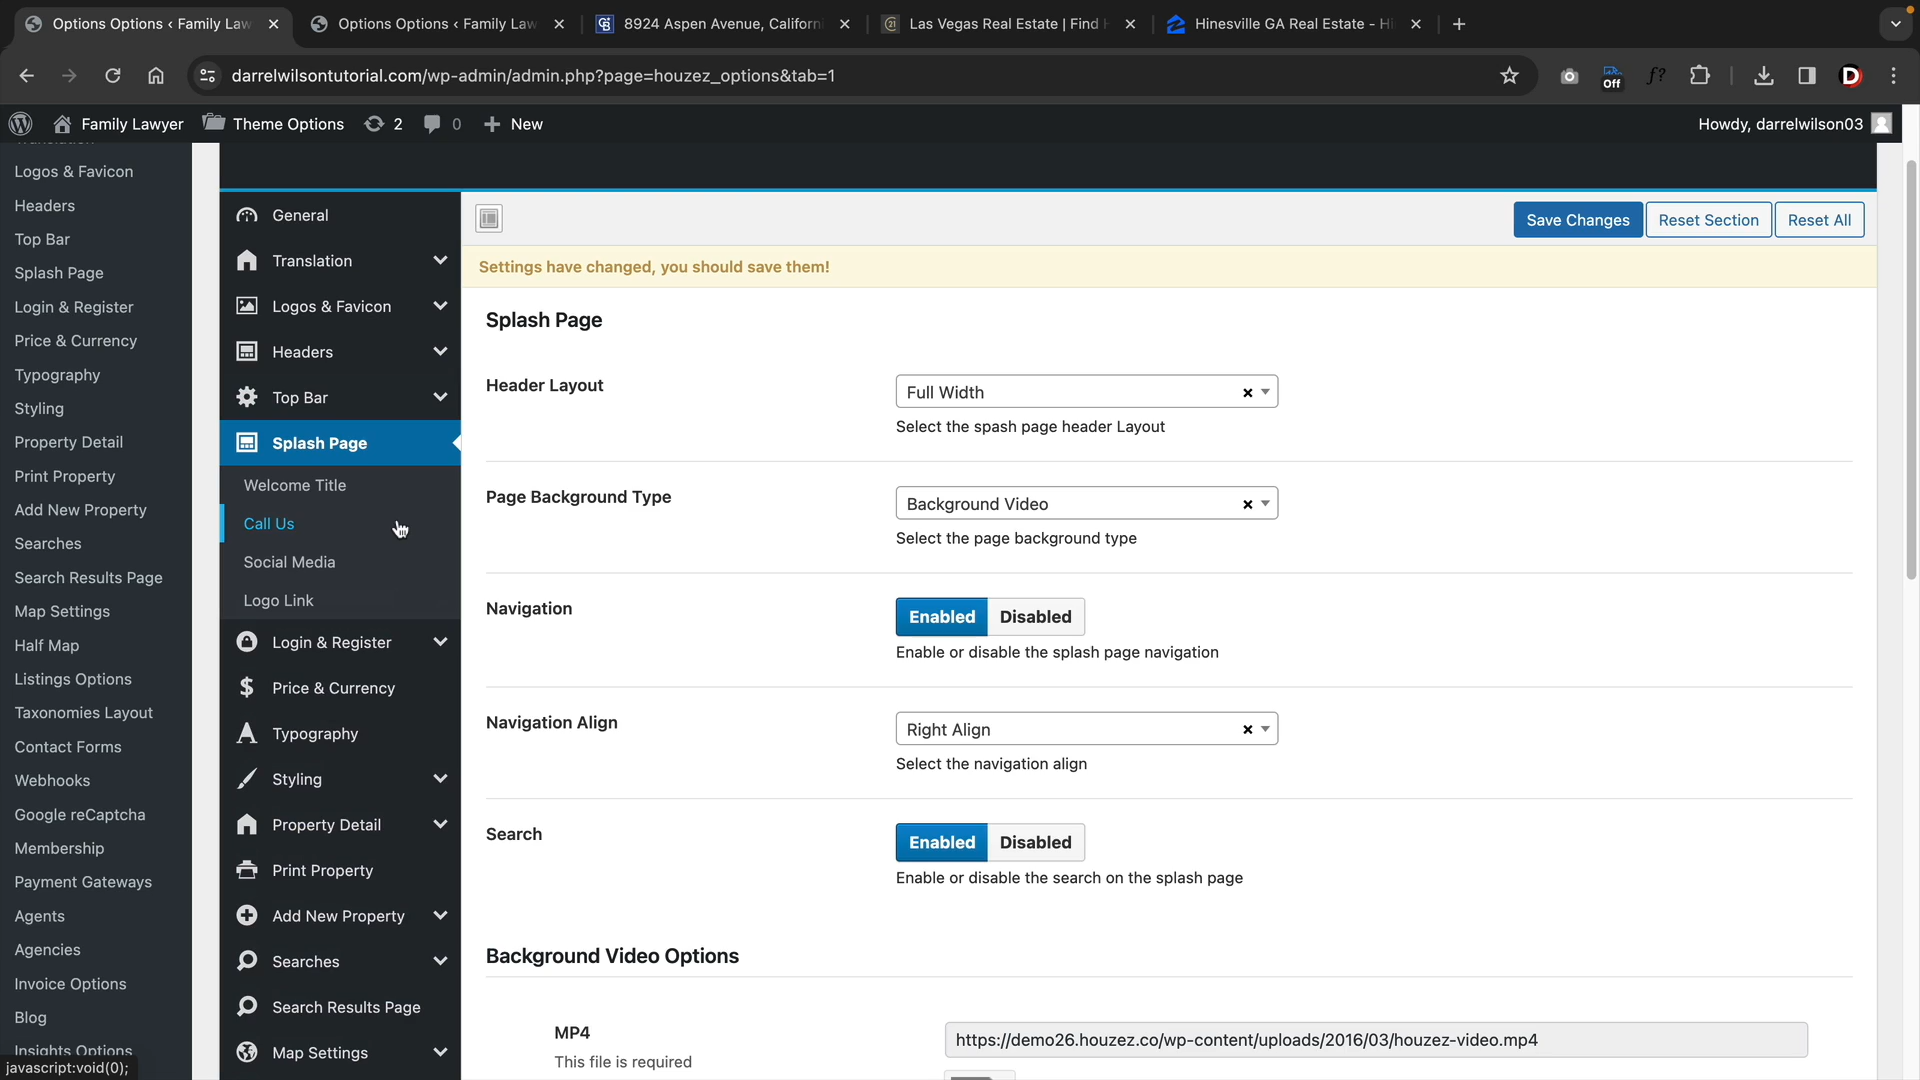 Options Options ‹ Family Law
Options Options ‹ Family Law
8924 Aspen Avenue, Californi
Las Vegas Real Estate | Find H
Hinesville GA Real Estate - Hi
darrelwilsontutorial.com/wp-admin/admin.php?page=houzez_options&tab=1
Off
f?
D
Family Lawyer
Theme Options
2
0
New
Howdy, darrelwilson03
Logos & Favicon
Headers
Top Bar
Splash Page
Login & Register
Price & Currency
Typography
Styling
Property Detail
Print Property
Add New Property
Searches
Search Results Page
Map Settings
Half Map
Listings Options
Taxonomies Layout
Contact Forms
Webhooks
Google reCaptcha
Membership
Payment Gateways
Agents
Agencies
Invoice Options
Blog
Insights Options
javascript:void(0);
General
Translation
Logos & Favicon
Headers
Top Bar
Splash Page
Welcome Title
Call Us
Social Media
Logo Link
Login & Register
Price & Currency
Typography
Styling
Property Detail
Print Property
Add New Property
Searches
Search Results Page
Map Settings
Save Changes
Reset Section
Reset All
Settings have changed, you should save them!
Splash Page
Header Layout
Full Width
Select the spash page header Layout
Page Background Type
Background Video
Select the page background type
Navigation
Enabled Disabled
Enable or disable the splash page navigation
Navigation Align
Right Align
Select the navigation align
Search
Enabled Disabled
Enable or disable the search on the splash page
Background Video Options
MP4
This file is required
https://demo26.houzez.co/wp-content/uploads/2016/03/houzez-video.mp4